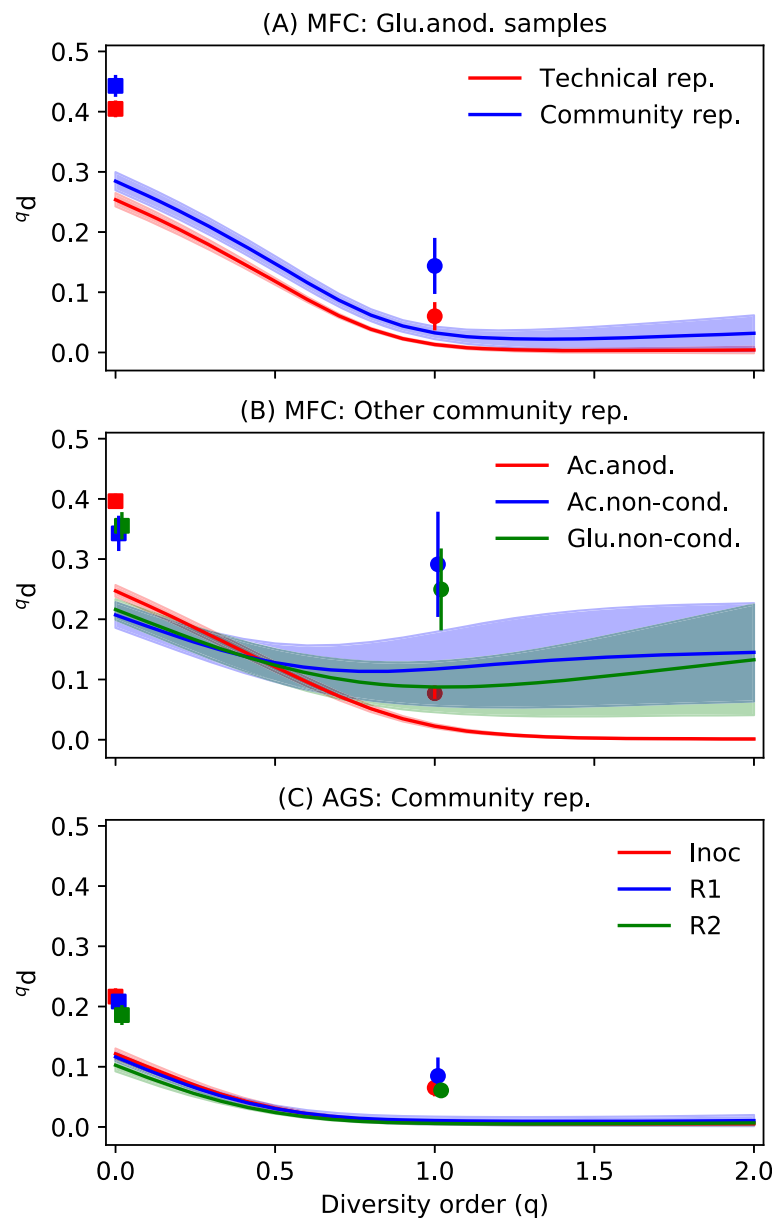 (A) MFC: Glu.anod. samples
0.5
0.4
0.3
0.2
0.1
0.0
qd
Technical rep.
Community rep.
(B) MFC: Other community rep.
0.5
0.4
0.3
0.2
0.1
0.0
qd
Ac.anod.
Ac.non-cond.
Glu.non-cond.
(C) AGS: Community rep.
0.5
0.4
0.3
0.2
0.1
0.0
qd
Inoc
R1
R2
0.0 0.5 1.0 1.5 2.0
Diversity order (q)